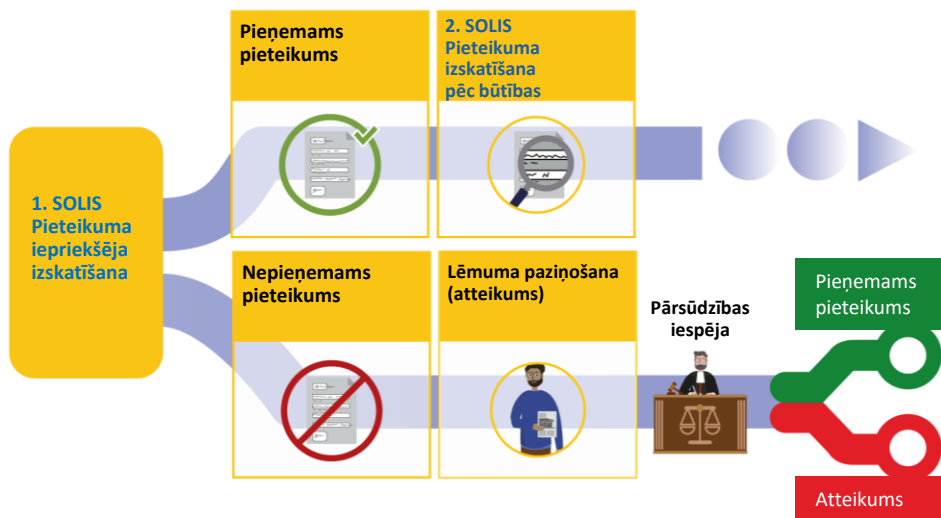 1. SOLIS
Pieteikuma
iepriekšēja
izskatīšana
Pieņemams
pieteikums
2. SOLIS
Pieteikuma
izskatīšana
pēc būtības
Nepieņemams
pieteikums
Lēmuma paziņošana
(atteikums)
Pārsūdzības
iespēja
Pieņemams
pieteikums
Atteikums